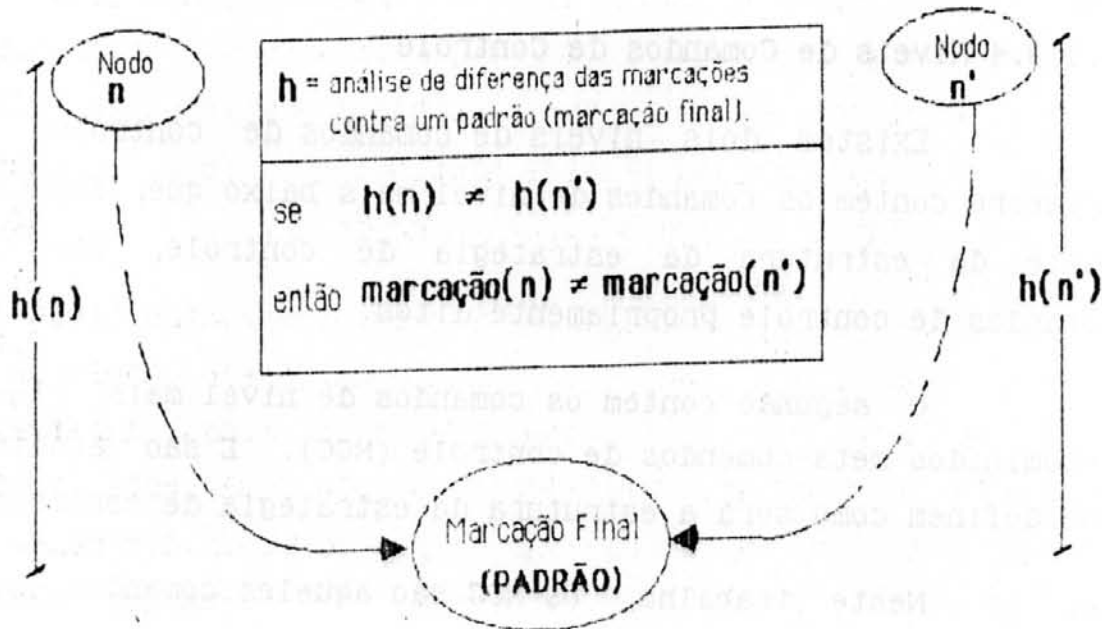 Nodo
n
h = análise de diferença das marcações
contra um padrão (marcação final).
Nodo
n'
se h(n) ≠ h(n')
então marcação(n) ≠ marcação(n')
h(n)
h(n')
Marcação Final
(PADRÃO)